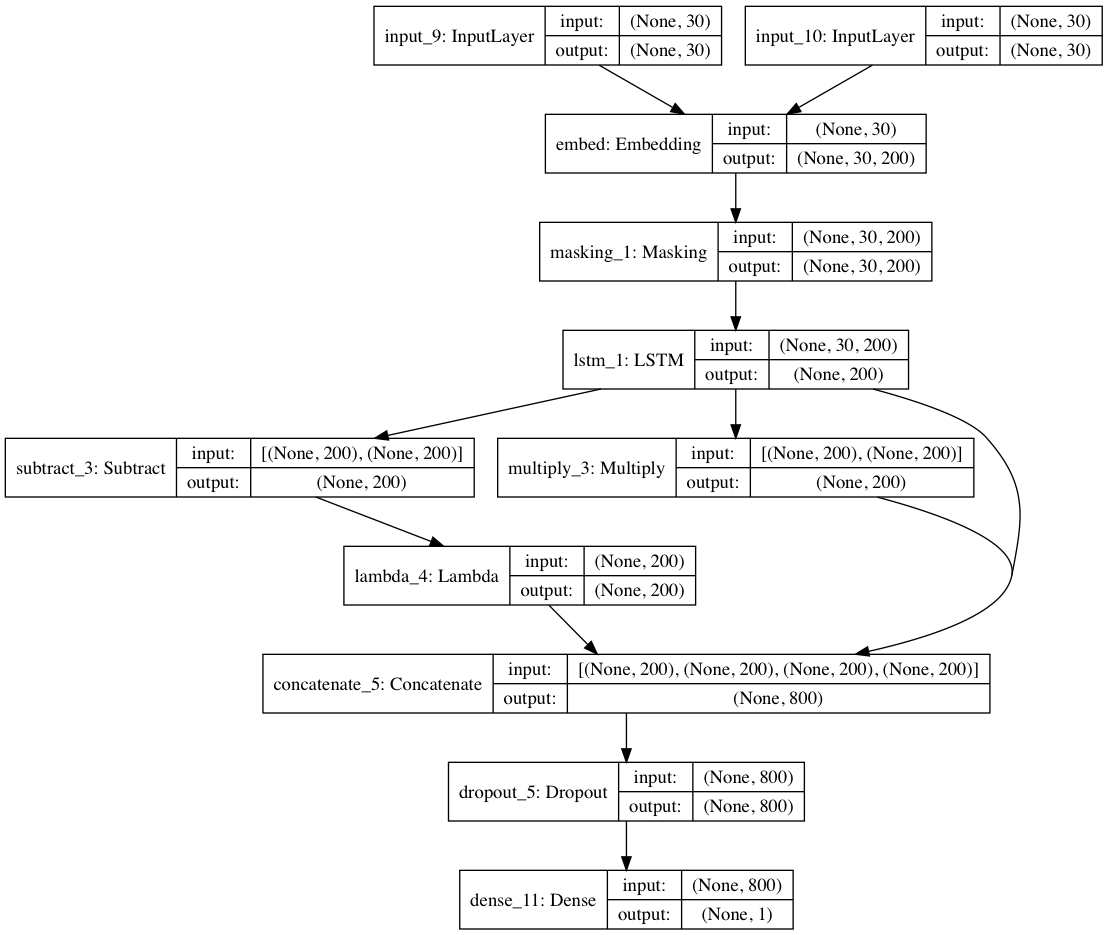 input_9: InputLayer
input: (None, 30)
output: (None, 30)
input_10: InputLayer
input: (None, 30)
output: (None, 30)
embed: Embedding
input: (None, 30)
output: (None, 30, 200)
masking_1: Masking
input: (None, 30, 200)
output: (None, 30, 200)
lstm_1: LSTM
input: (None, 30, 200)
output: (None, 200)
subtract_3: Subtract
input: [(None, 200), (None, 200)]
output: (None, 200)
multiply_3: Multiply
input: [(None, 200), (None, 200)]
output: (None, 200)
lambda_4: Lambda
input: (None, 200)
output: (None, 200)
concatenate_5: Concatenate
input: [(None, 200), (None, 200), (None, 200), (None, 200)]
output: (None, 800)
dropout_5: Dropout
input: (None, 800)
output: (None, 800)
dense_11: Dense
input: (None, 800)
output: (None, 1)